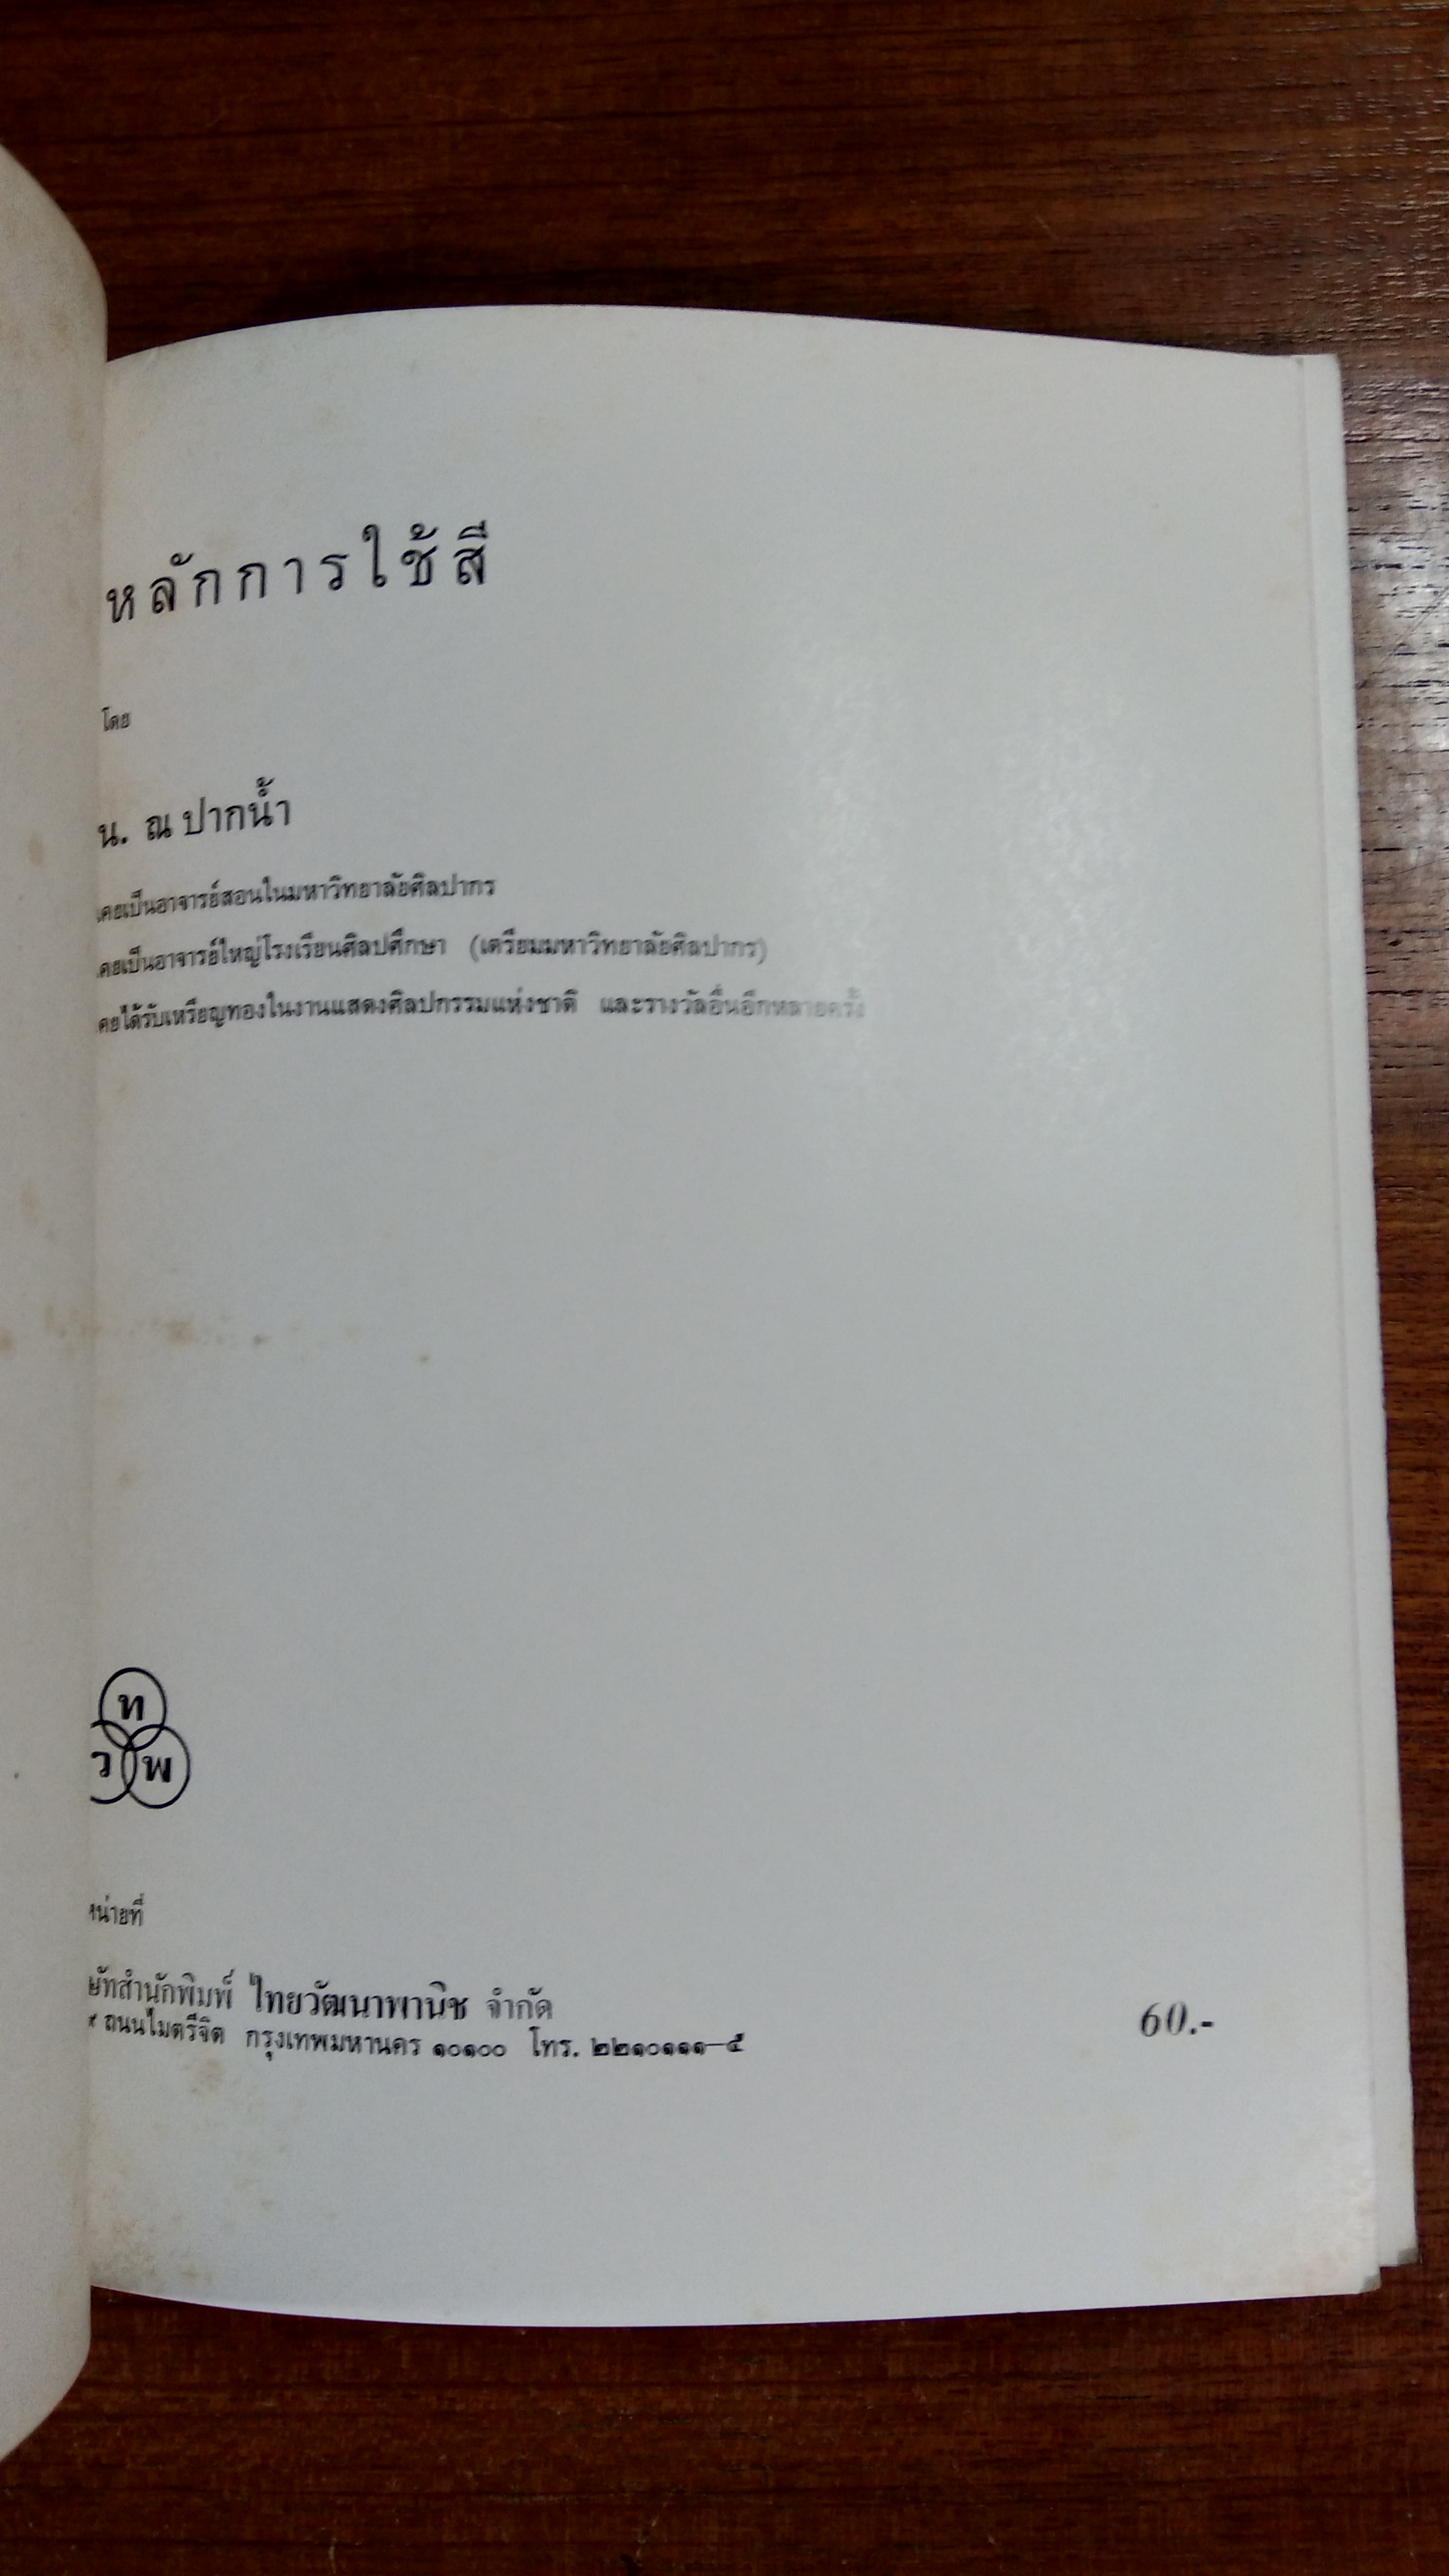 หลักการใช้สี
โดย
น. ณ ปากน้ำ
เคยเป็นอาจารย์สอนในมหาวิทยาลัยศิลปากร
เคยเป็นอาจารย์ใหญ่โรงเรียนศิลปศึกษา (เตรียมมหาวิทยาลัยศิลปากร)
คยได้รับเหรียญทองในงานแสดงศิลปกรรมแห่งชาติ และรางวัลอื่นอีกหลายครั้ง
ท
ว พ
น่ายที่
ษัทสำนักพิมพ์ ไทยวัฒนาพานิช จำกัด
ถนนไมตรีจิต กรุงเทพมหานคร ๑๐๑๐๐ โทร. ๒๒๑๐๑๑๑-๕
60.-